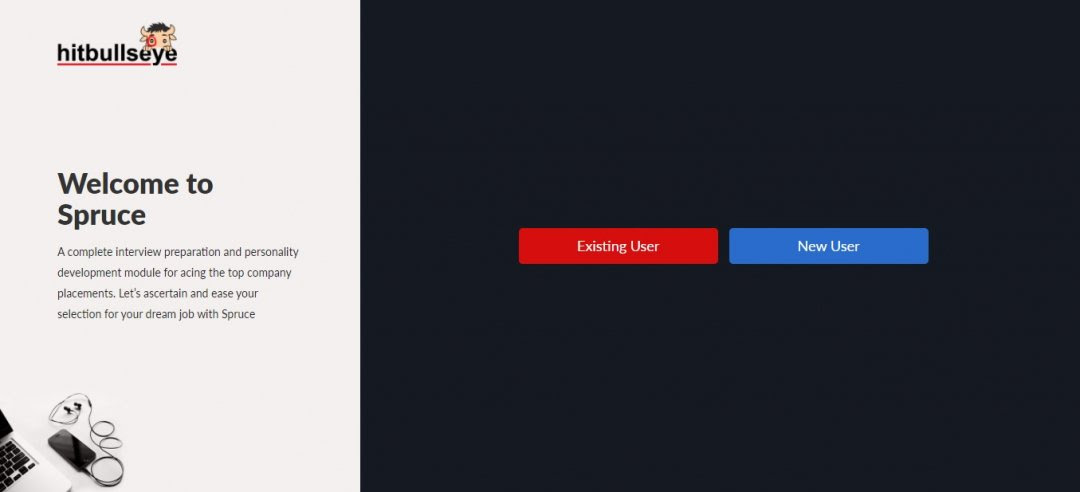 hitbullseye
Welcome to
Spruce
A complete interview preparation and personality
development module for acing the top company
placements. Let's ascertain and ease your
selection for your dream job with Spruce
Existing User
New User